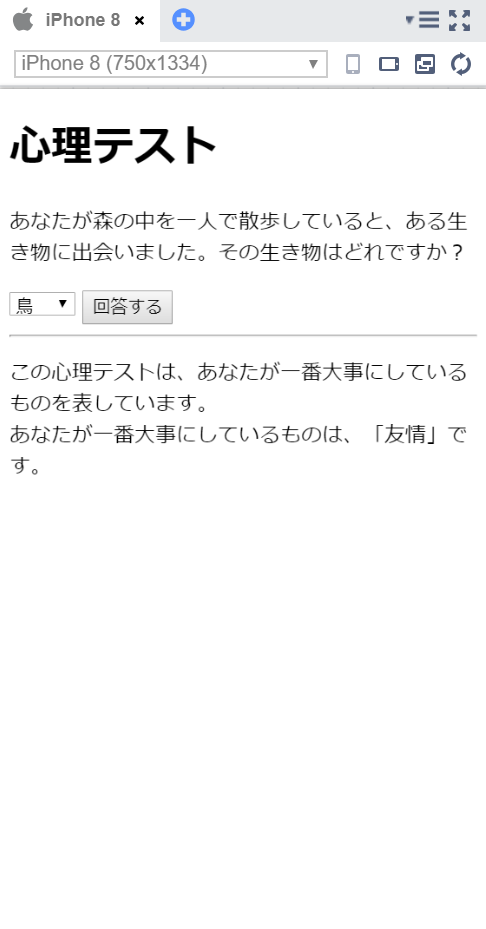 iPhone 8
iPhone 8 (750x1334)
心理テスト
あなたが森の中を一人で散歩していると、ある生
き物に出会いました。その生き物はどれですか？
鳥 回答する
この心理テストは、あなたが一番大事にしている
ものを表しています。
あなたが一番大事にしているものは、「友情」で
す。